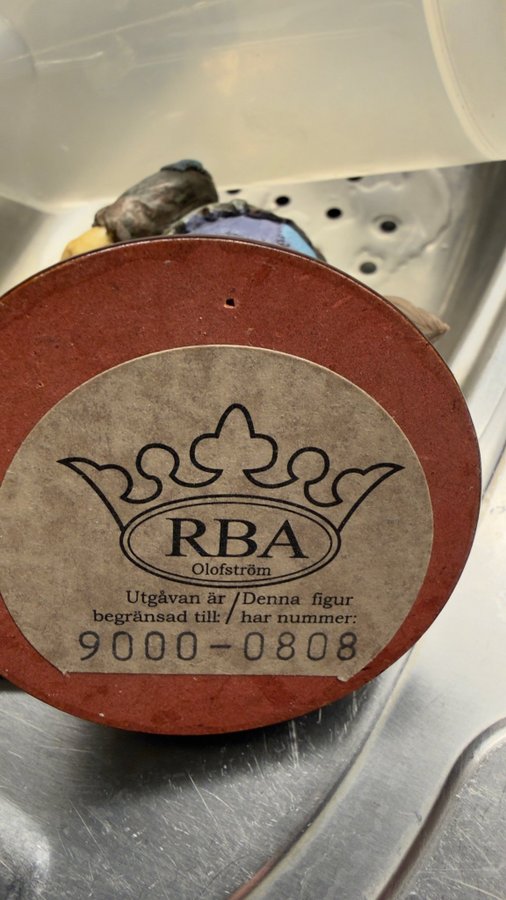 RBA
Olofström
Utgåvan är / Denna figur
begränsad till: / har nummer:
9000-0808